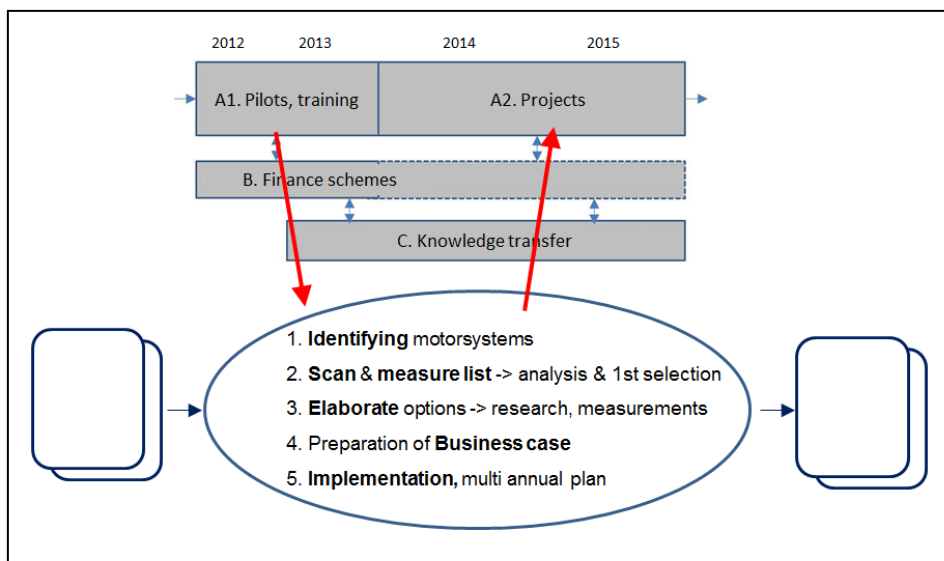 2012 2013 2014 2015
A1. Pilots, training A2. Projects
B. Finance schemes
C. Knowledge transfer
1. Identifying motorsystems
2. Scan & measure list -> analysis & 1st selection
3. Elaborate options -> research, measurements
4. Preparation of Business case
5. Implementation, multi annual plan